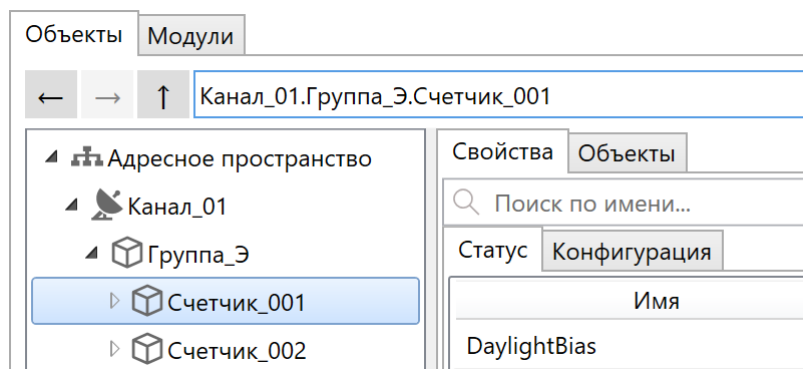 Объекты Модули
← → ↑ Канал_01.Группа_Э.Счетчик_001
Адресное пространство
Канал_01
Группа_Э
Счетчик_001
Счетчик_002
Свойства Объекты
Поиск по имени...
Статус Конфигурация
Имя
DaylightBias